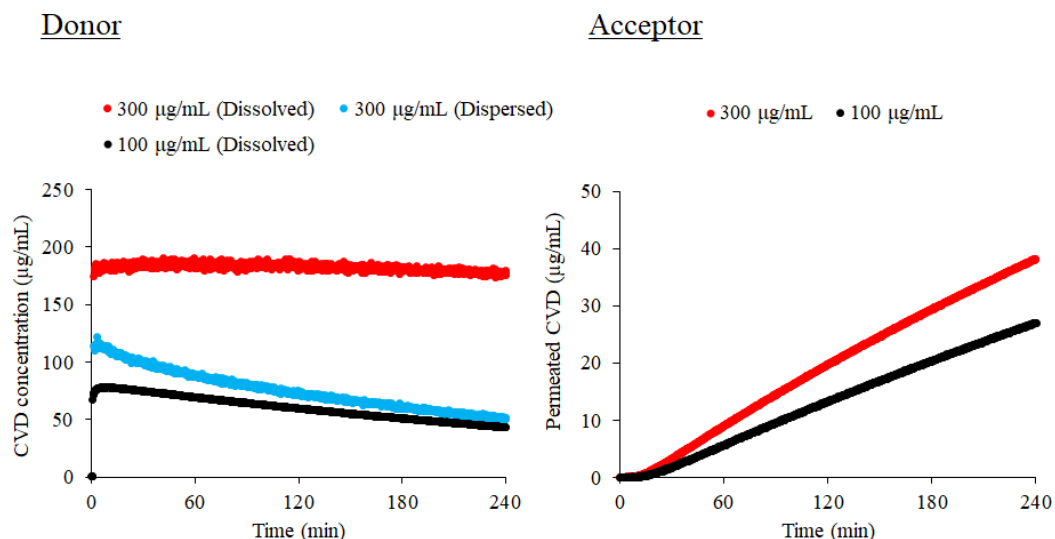 Donor
Acceptor
300 μg/mL (Dissolved)
300 μg/mL (Dispersed)
100 μg/mL (Dissolved)
300 μg/mL
100 μg/mL
CVD concentration (μg/mL)
250
200
150
100
50
0
0
60
120
180
240
Time (min)
Permeated CVD (μg/mL)
50
40
30
20
10
0
0
60
120
180
240
Time (min)